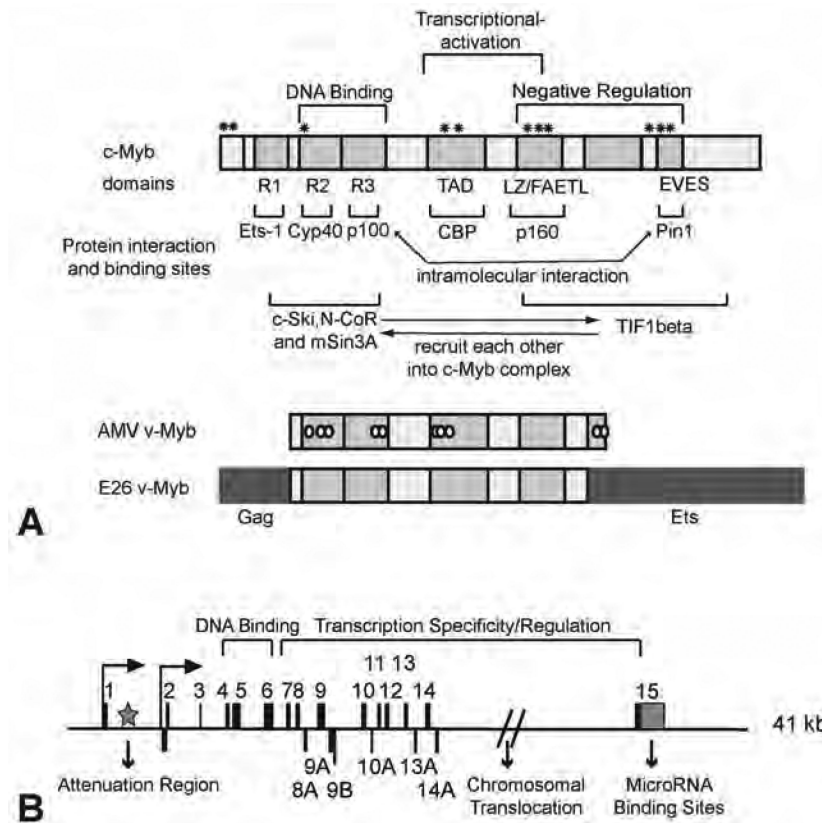 Transcriptional-
activation
DNA Binding
Negative Regulation
** * * * *** ***
c-Myb
domains
R1 R2 R3 TAD LZ/FAETL EVES
Ets-1 Cyp40 p100 CBP p160 Pin1
Protein interaction
and binding sites
intramolecular interaction
c-Ski,N-CoR
and mSin3A
TIF1beta
recruit each other
into c-Myb complex
AMV v-Myb
E26 v-Myb
Gag Ets
A
DNA Binding Transcription Specificity/Regulation
11 13
1 2 3 4 5 6 7 8 9 10 12 14 15
41 kb
9A 10A 13A
8A 9B 14A
Attenuation Region
Chromosomal
Translocation
MicroRNA
Binding Sites
B